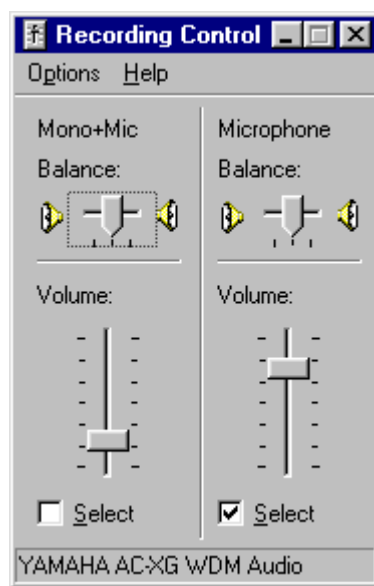 Recording Control
Options Help
Mono+Mic
Balance:
Volume:
Select
Microphone
Balance:
Volume:
Select
YAMAHA AC-XG WDM Audio